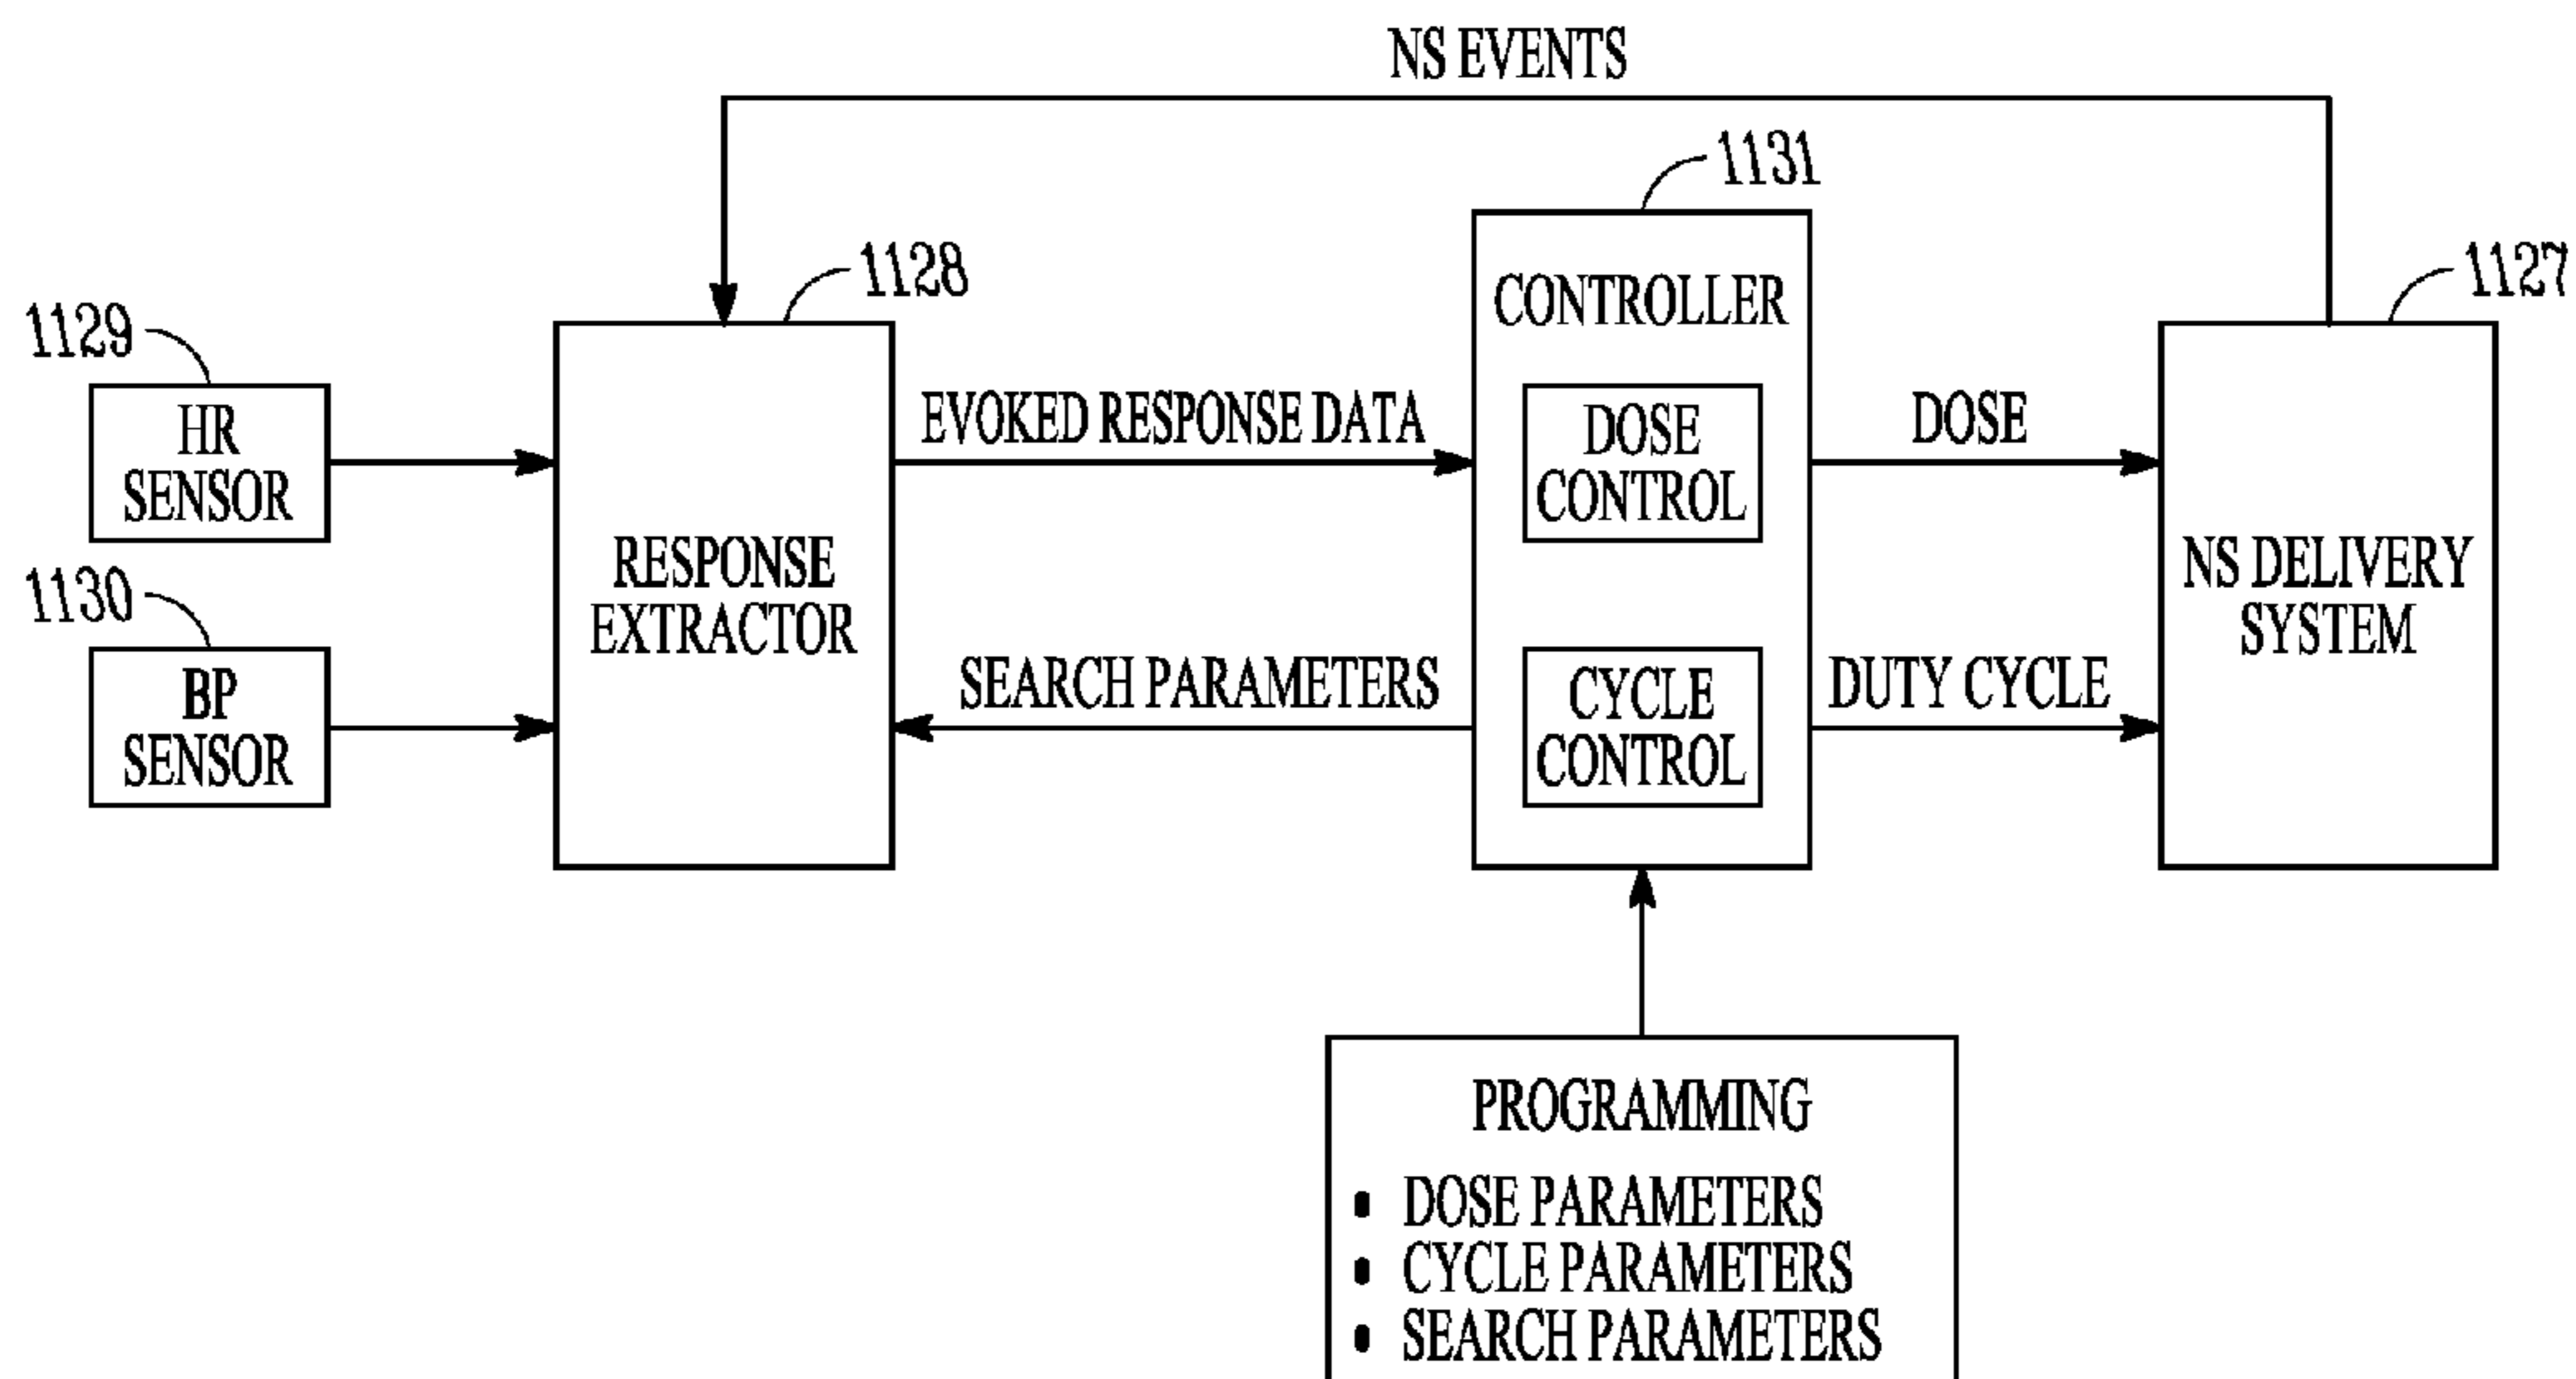 NS EVENTS
1131
1128
1127
1129
CONTROLLER
HR
SENSOR
EVOKED RESPONSE DATA
DOSE
CONTROL
DOSE
RESPONSE
EXTRACTOR
NS DELIVERY
SYSTEM
1130
BP
SENSOR
SEARCH PARAMETERS
CYCLE
CONTROL
DUTY CYCLE
PROGRAMMING
• DOSE PARAMETERS
• CYCLE PARAMETERS
• SEARCH PARAMETERS